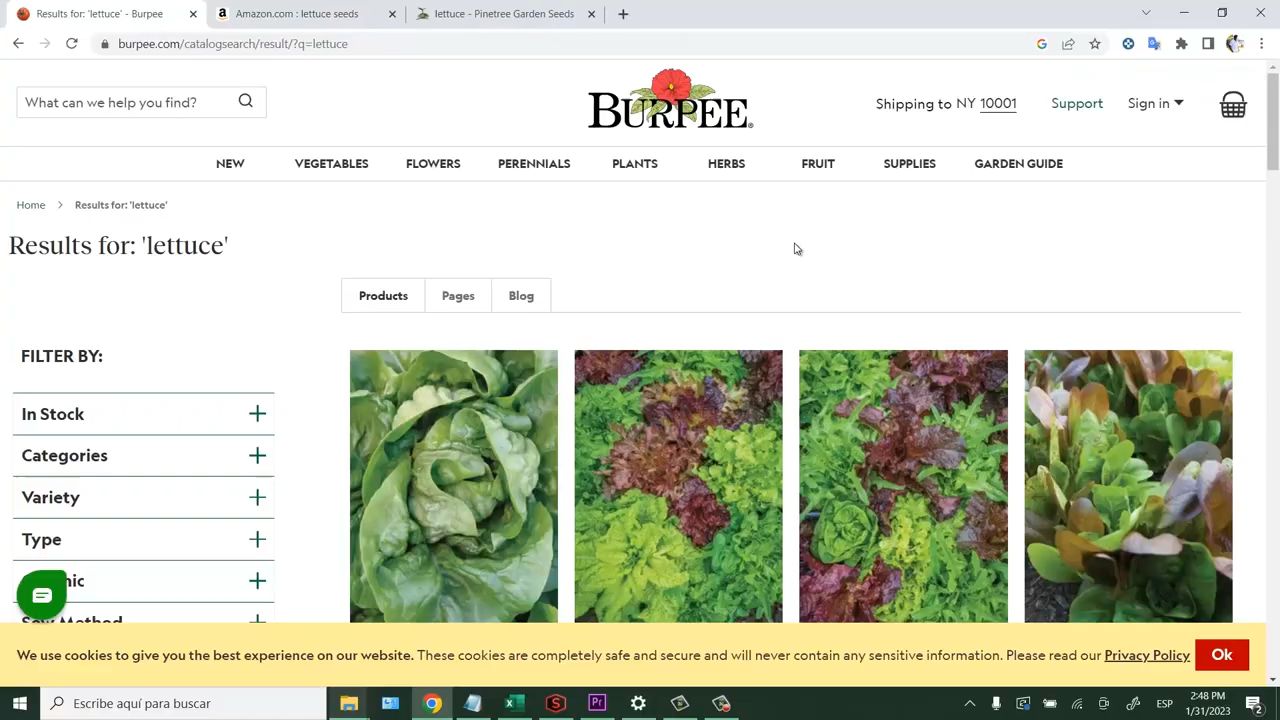 Results for: 'lettuce' - Burpee
Amazon.com : lettuce seeds
lettuce - Pinetree Garden Seeds
burpee.com/catalogsearch/result/?q=lettuce
What can we help you find?
BURPEE
Shipping to NY 10001
Support
Sign in
NEW
VEGETABLES
FLOWERS
PERENNIALS
PLANTS
HERBS
FRUIT
SUPPLIES
GARDEN GUIDE
Home > Results for: 'lettuce'
Results for: 'lettuce'
Products
Pages
Blog
FILTER BY:
In Stock
Categories
Variety
Type
We use cookies to give you the best experience on our website. These cookies are completely safe and secure and will never contain any sensitive information. Please read our Privacy Policy
Ok
Escribe aquí para buscar
ESP
2:48 PM
1/31/2023
2